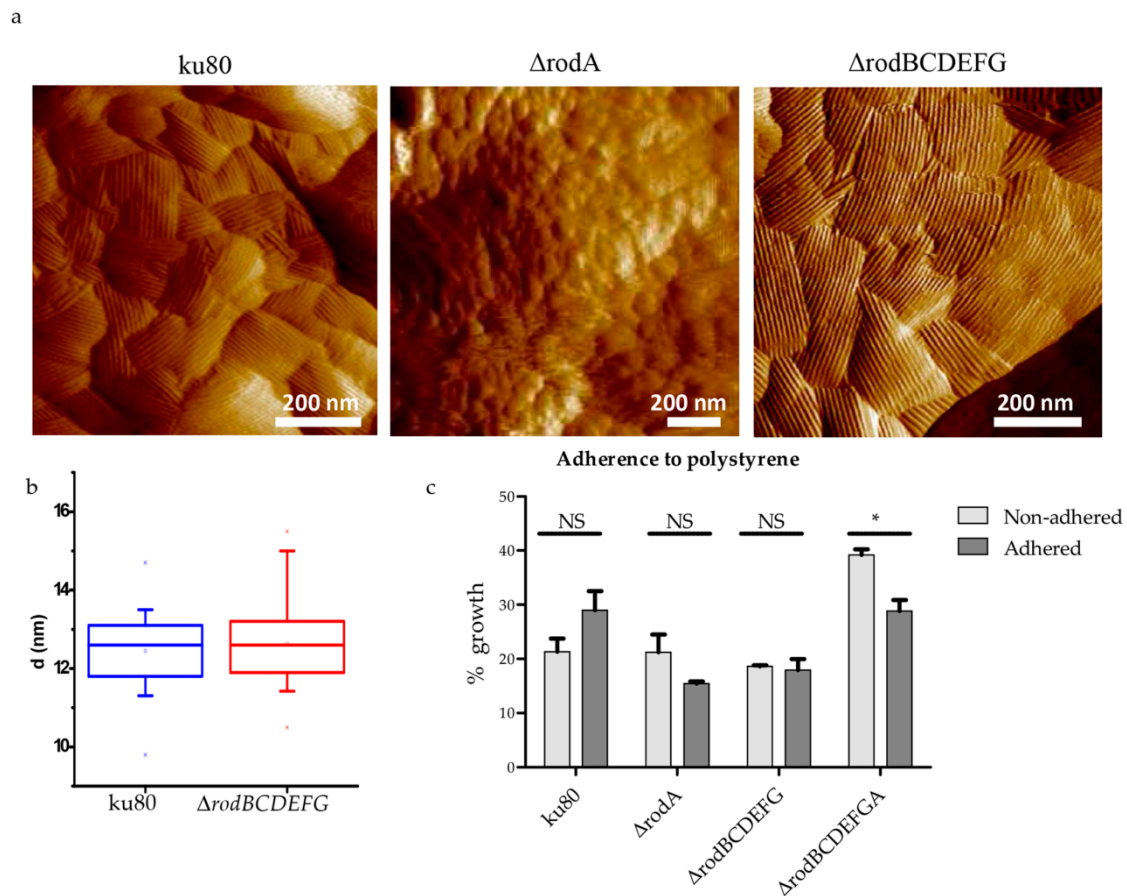 a
ku80
ΔrodA
ΔrodBCDEFG
200 nm
200 nm
200 nm
b
d (nm)
16
14
12
10
ku80
ΔrodBCDEFG
Adherence to polystyrene
c
% growth
50
40
30
20
10
0
NS
NS
NS
*
Non-adhered
Adhered
ku80
ΔrodA
ΔrodBCDEFG
ΔrodBCDEFGA